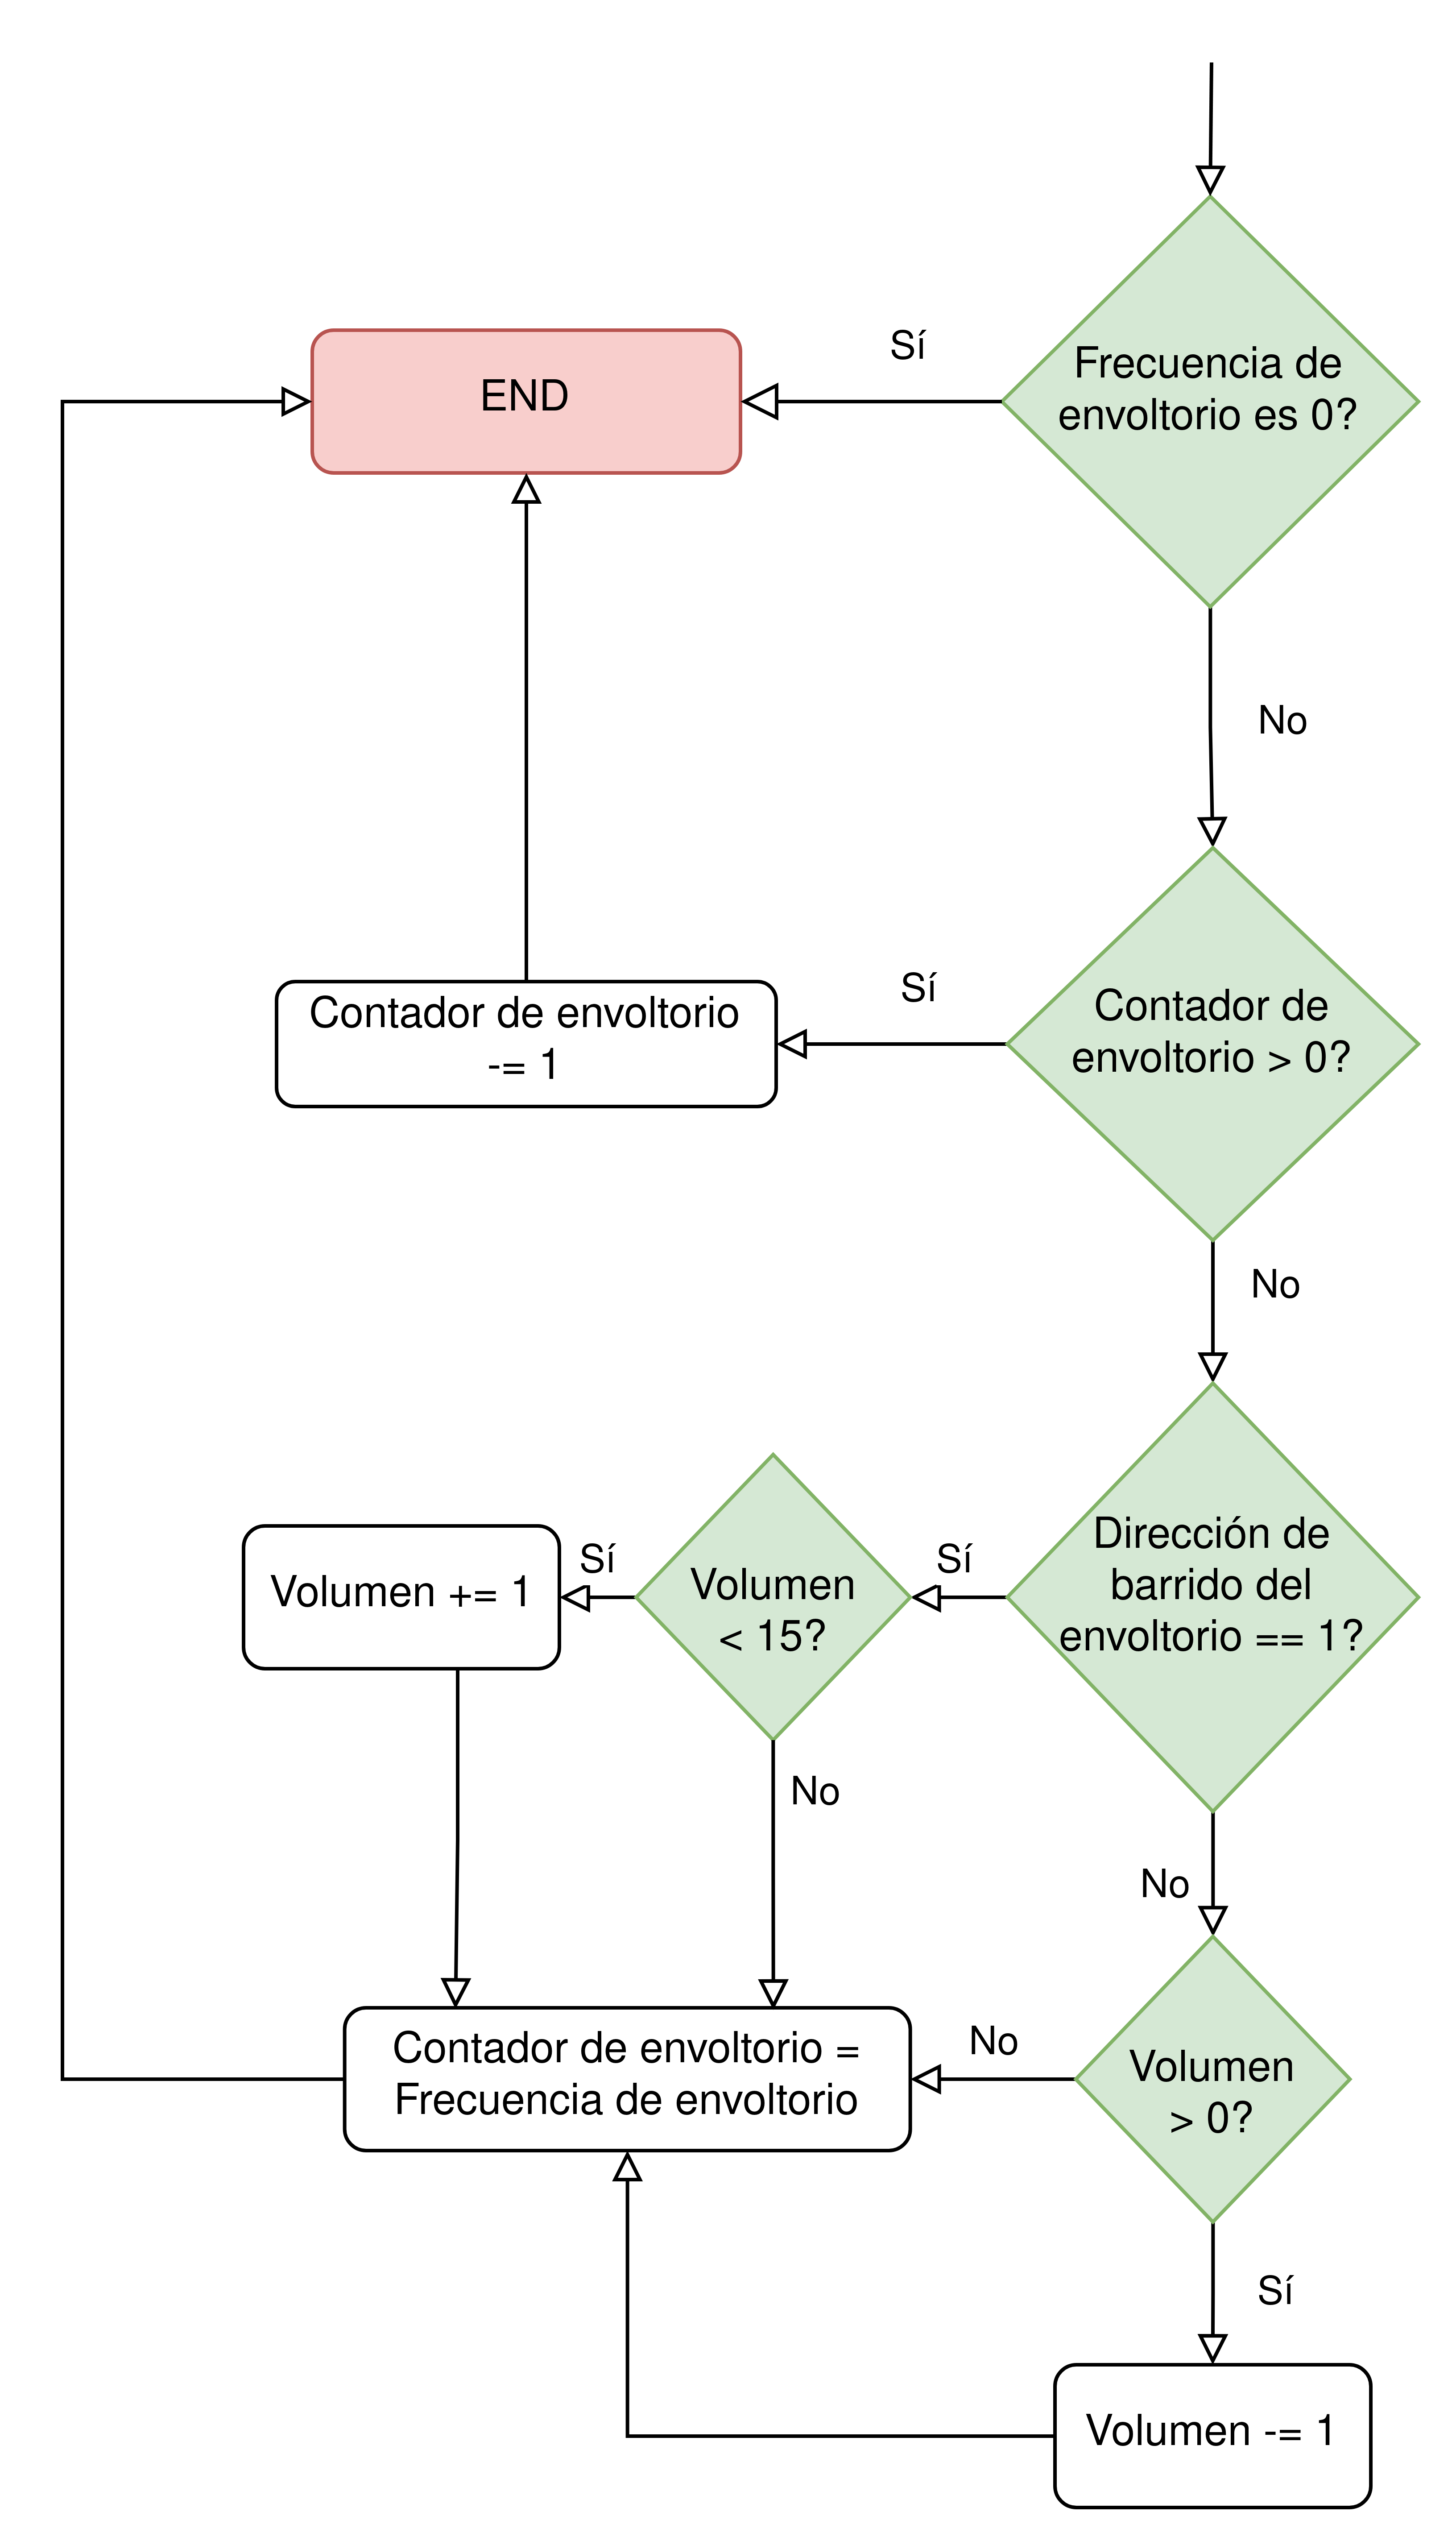 Sí
Frecuencia de
envoltorio es 0?
END
No
Sí
Contador de
envoltorio > 0?
Contador de envoltorio
-= 1
No
Dirección de
barrido del
envoltorio == 1?
Sí
Volumen
< 15?
Sí
Volumen += 1
No
No
Contador de envoltorio =
Frecuencia de envoltorio
No
Volumen
> 0?
Sí
Volumen -= 1